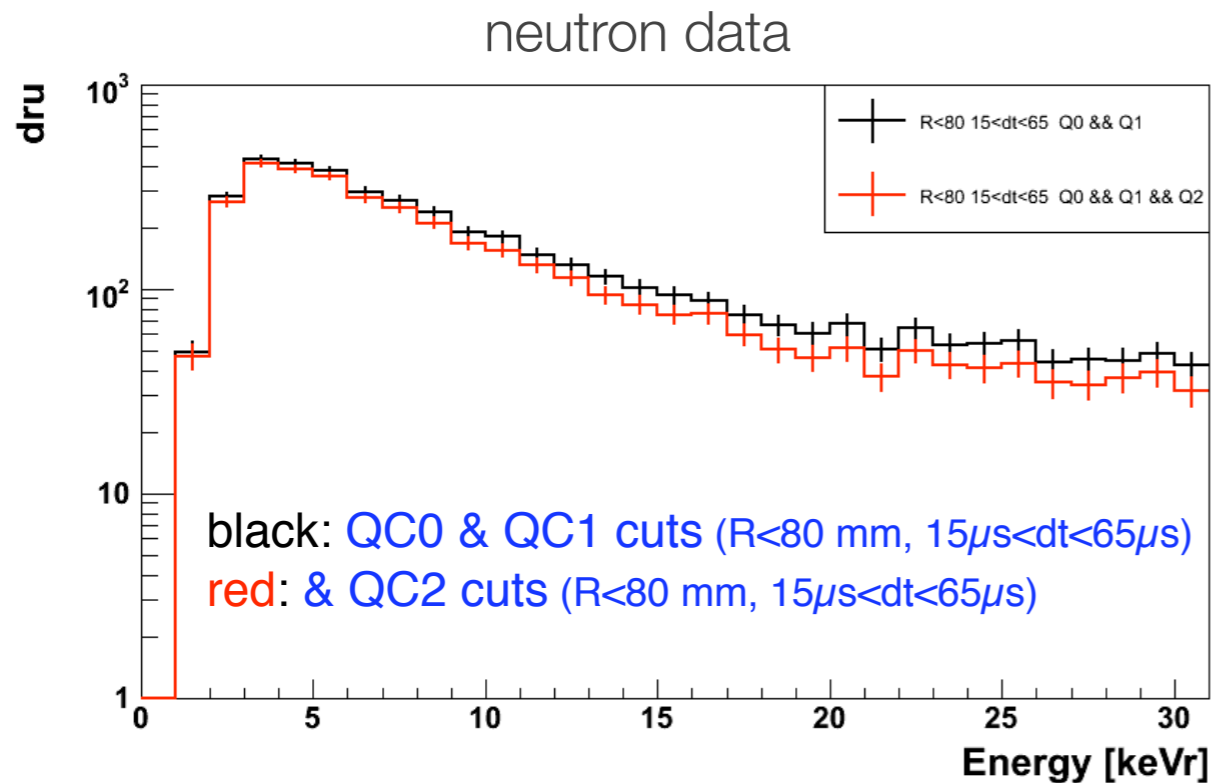 neutron data
dru
10³
10²
10
1
R<80 15<dt<65 Q0 && Q1
R<80 15<dt<65 Q0 && Q1 && Q2
black: QC0 & QC1 cuts (R<80 mm, 15µs<dt<65µs)
red: & QC2 cuts (R<80 mm, 15µs<dt<65µs)
0 5 10 15 20 25 30
Energy [keVr]